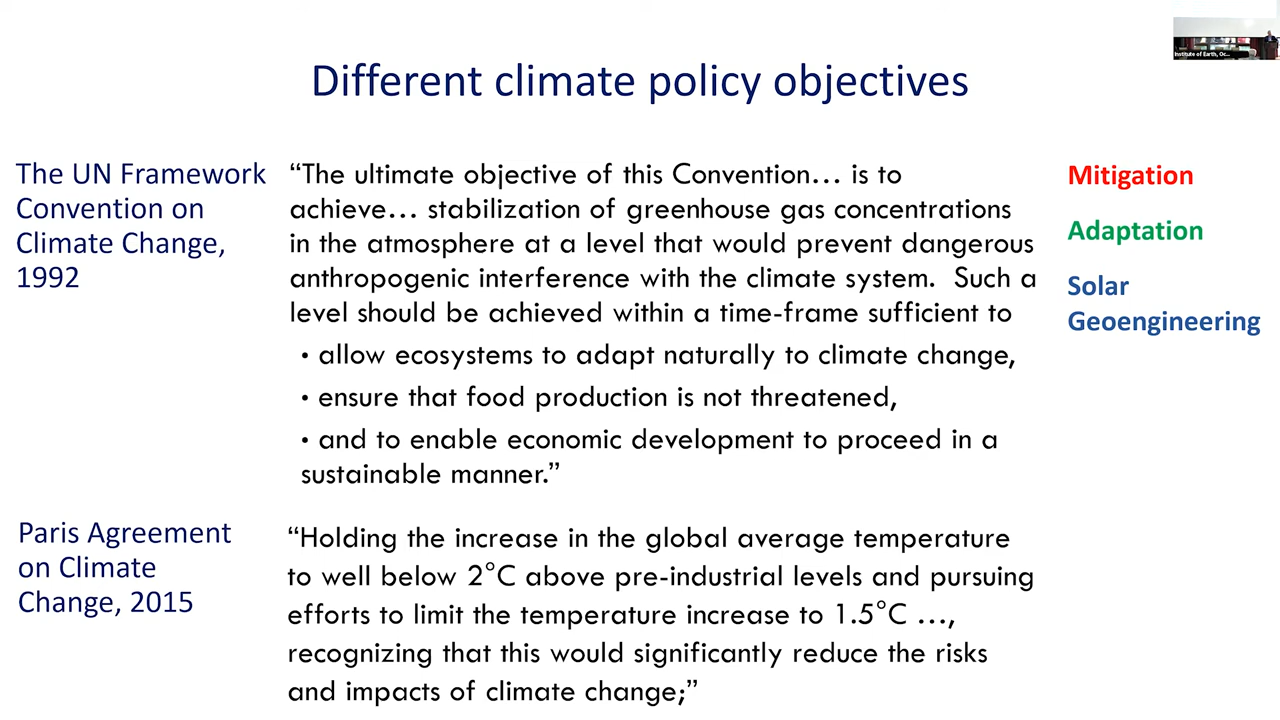 Institute of Earth, Oc...
Different climate policy objectives
The UN Framework
Convention on
Climate Change,
1992
“The ultimate objective of this Convention… is to
achieve… stabilization of greenhouse gas concentrations
in the atmosphere at a level that would prevent dangerous
anthropogenic interference with the climate system.  Such a
level should be achieved within a time-frame sufficient to
• allow ecosystems to adapt naturally to climate change,
• ensure that food production is not threatened,
• and to enable economic development to proceed in a
sustainable manner.”
Mitigation
Adaptation
Solar
Geoengineering
Paris Agreement
on Climate
Change, 2015
“Holding the increase in the global average temperature
to well below 2°C above pre-industrial levels and pursuing
efforts to limit the temperature increase to 1.5°C …,
recognizing that this would significantly reduce the risks
and impacts of climate change;”